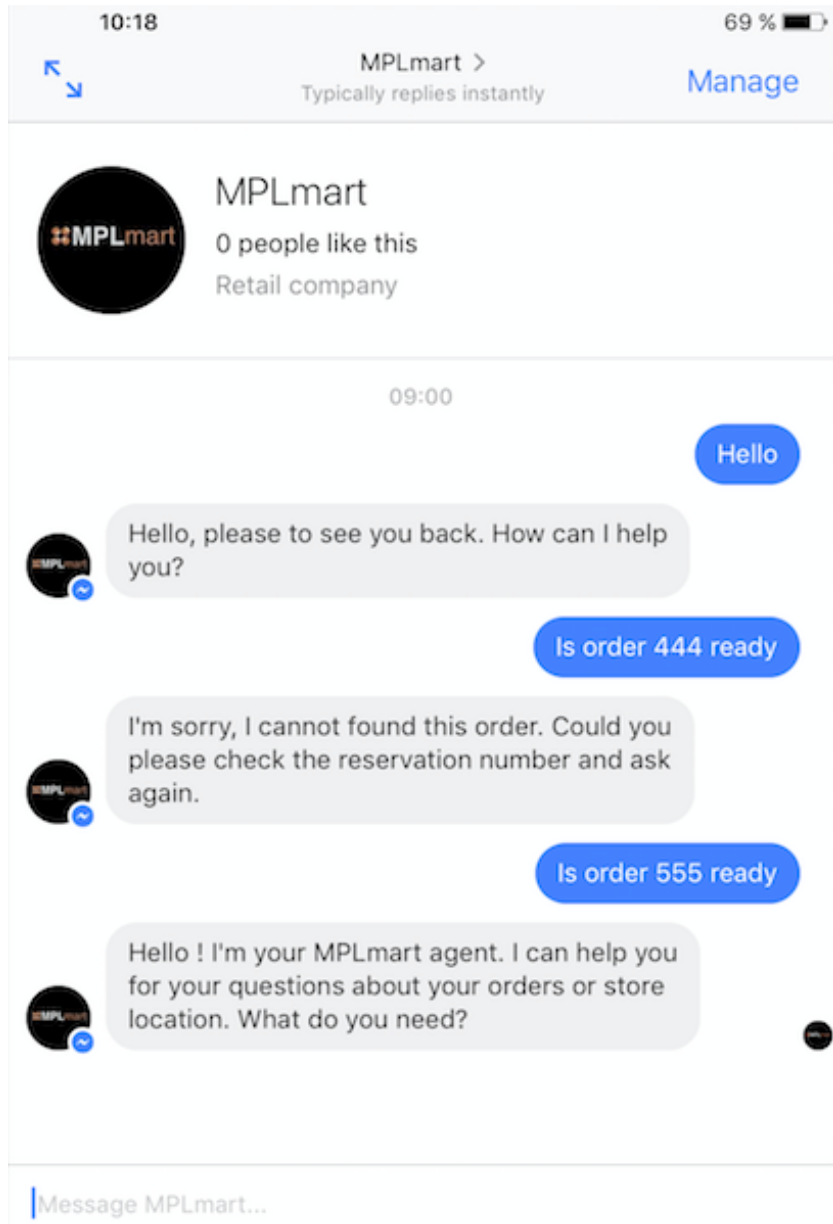 10:18
69 %
MPLmart >
Typically replies instantly
Manage
MPLmart
MPLmart
0 people like this
Retail company
09:00
Hello
Hello, please to see you back. How can I help
you?
MPLmart
Is order 444 ready
I'm sorry, I cannot found this order. Could you
please check the reservation number and ask
again.
MPLmart
Is order 555 ready
Hello ! I'm your MPLmart agent. I can help you
for your questions about your orders or store
location. What do you need?
MPLmart
Message MPLmart...